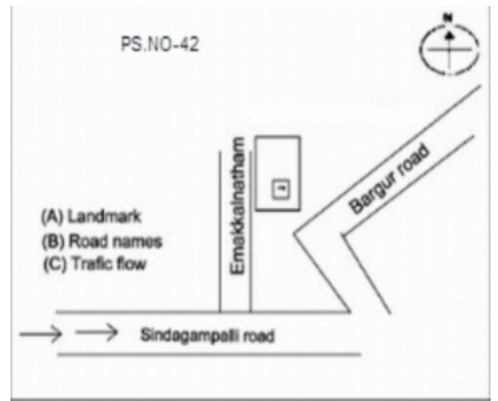 N
PS.NO-42
Emakkalnatham
Bargur road
(A) Landmark
(B) Road names
(C) Trafic flow
Sindagampalli road